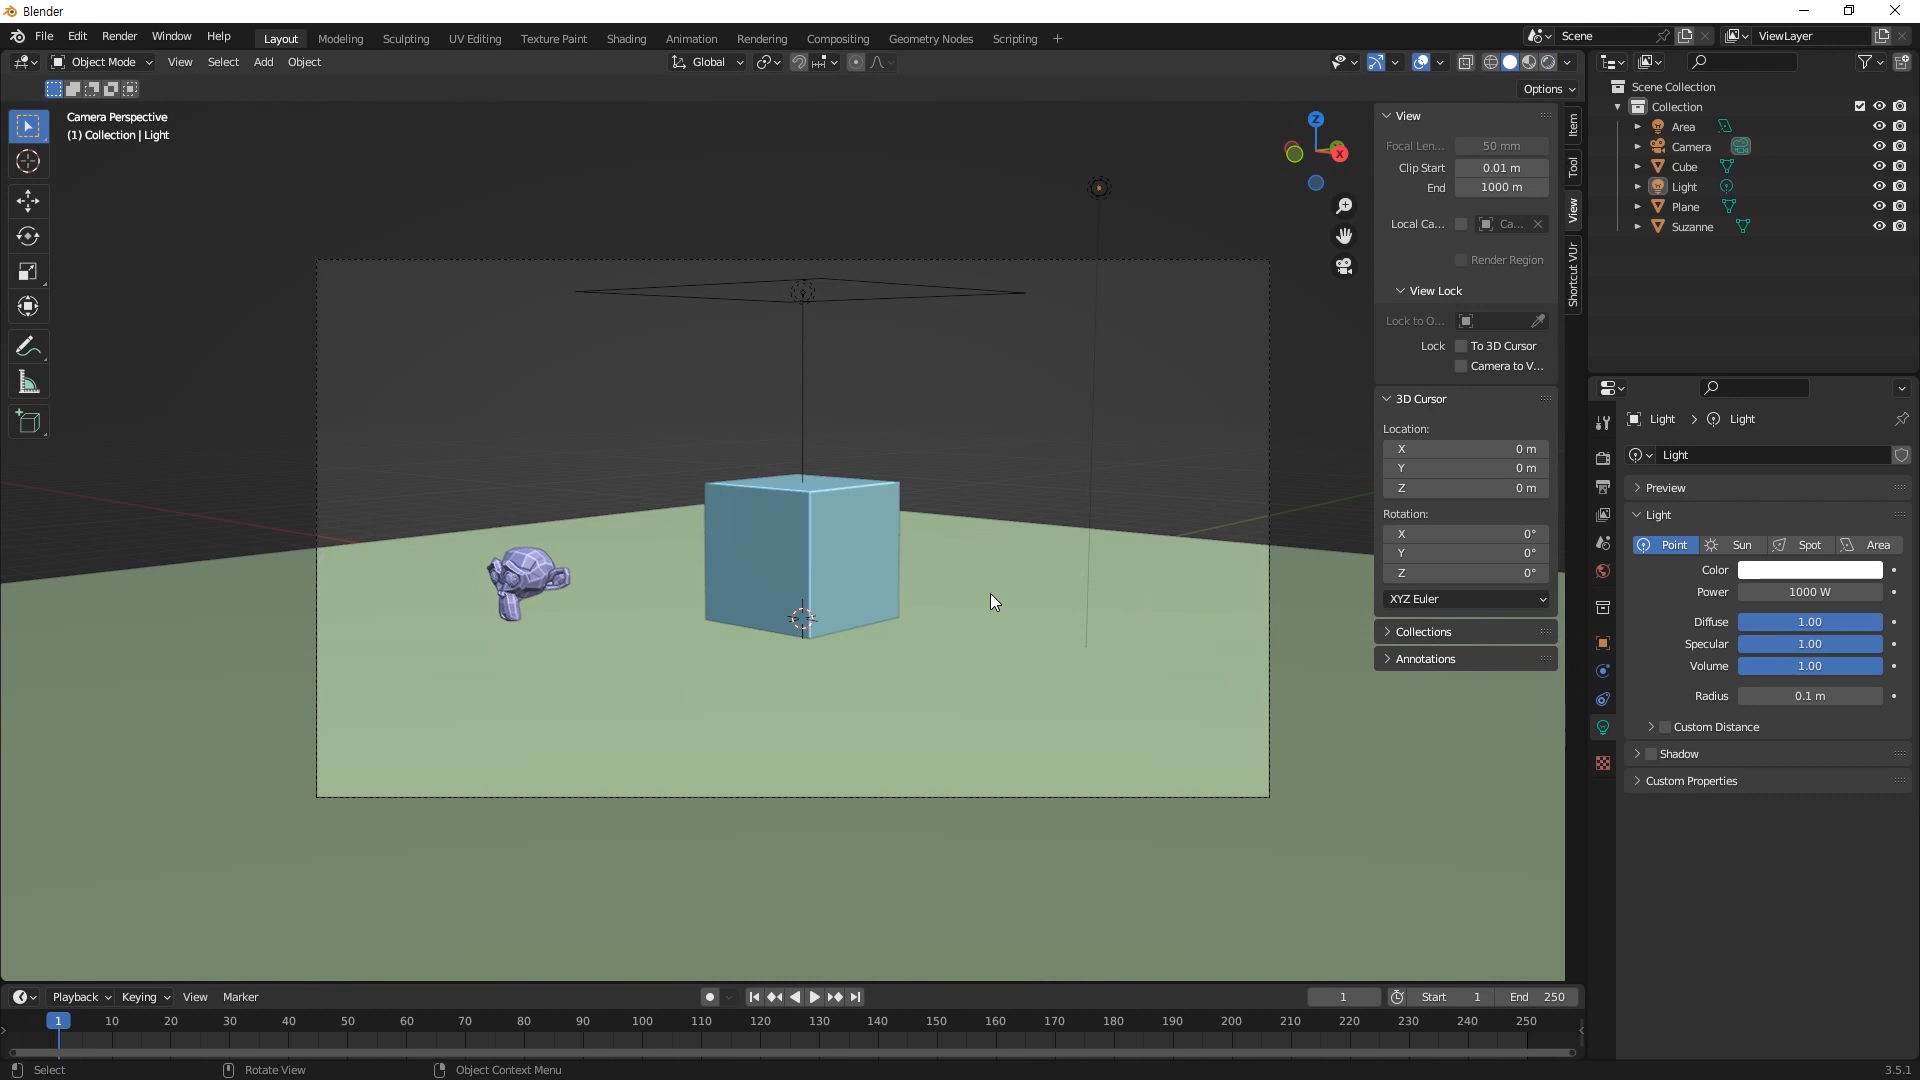 Blender
File Edit Render Window Help Layout Modeling Sculpting UV Editing Texture Paint Shading Animation Rendering Compositing Geometry Nodes Scripting + Scene ViewLayer
Object Mode View Select Add Object Global
Options
Camera Perspective
(1) Collection | Light
Z
X
View
Focal Len... 50 mm
Clip Start 0.01 m
End 1000 m
Local Ca... Ca...
Render Region
View Lock
Lock to O...
Lock To 3D Cursor
Camera to V...
3D Cursor
Location:
X 0 m
Y 0 m
Z 0 m
Rotation:
X 0°
Y 0°
Z 0°
XYZ Euler
Collections
Annotations
Item
Tool
View
Shortcut VUr
Scene Collection
Collection
Area
Camera
Cube
Light
Plane
Suzanne
Light > Light
Light
Preview
Light
Point Sun Spot Area
Color
Power 1000 W
Diffuse 1.00
Specular 1.00
Volume 1.00
Radius 0.1 m
Custom Distance
Shadow
Custom Properties
Playback Keying View Marker 1 Start 1 End 250
1 10 20 30 40 50 60 70 80 90 100 110 120 130 140 150 160 170 180 190 200 210 220 230 240 250
Select Rotate View Object Context Menu 3.5.1